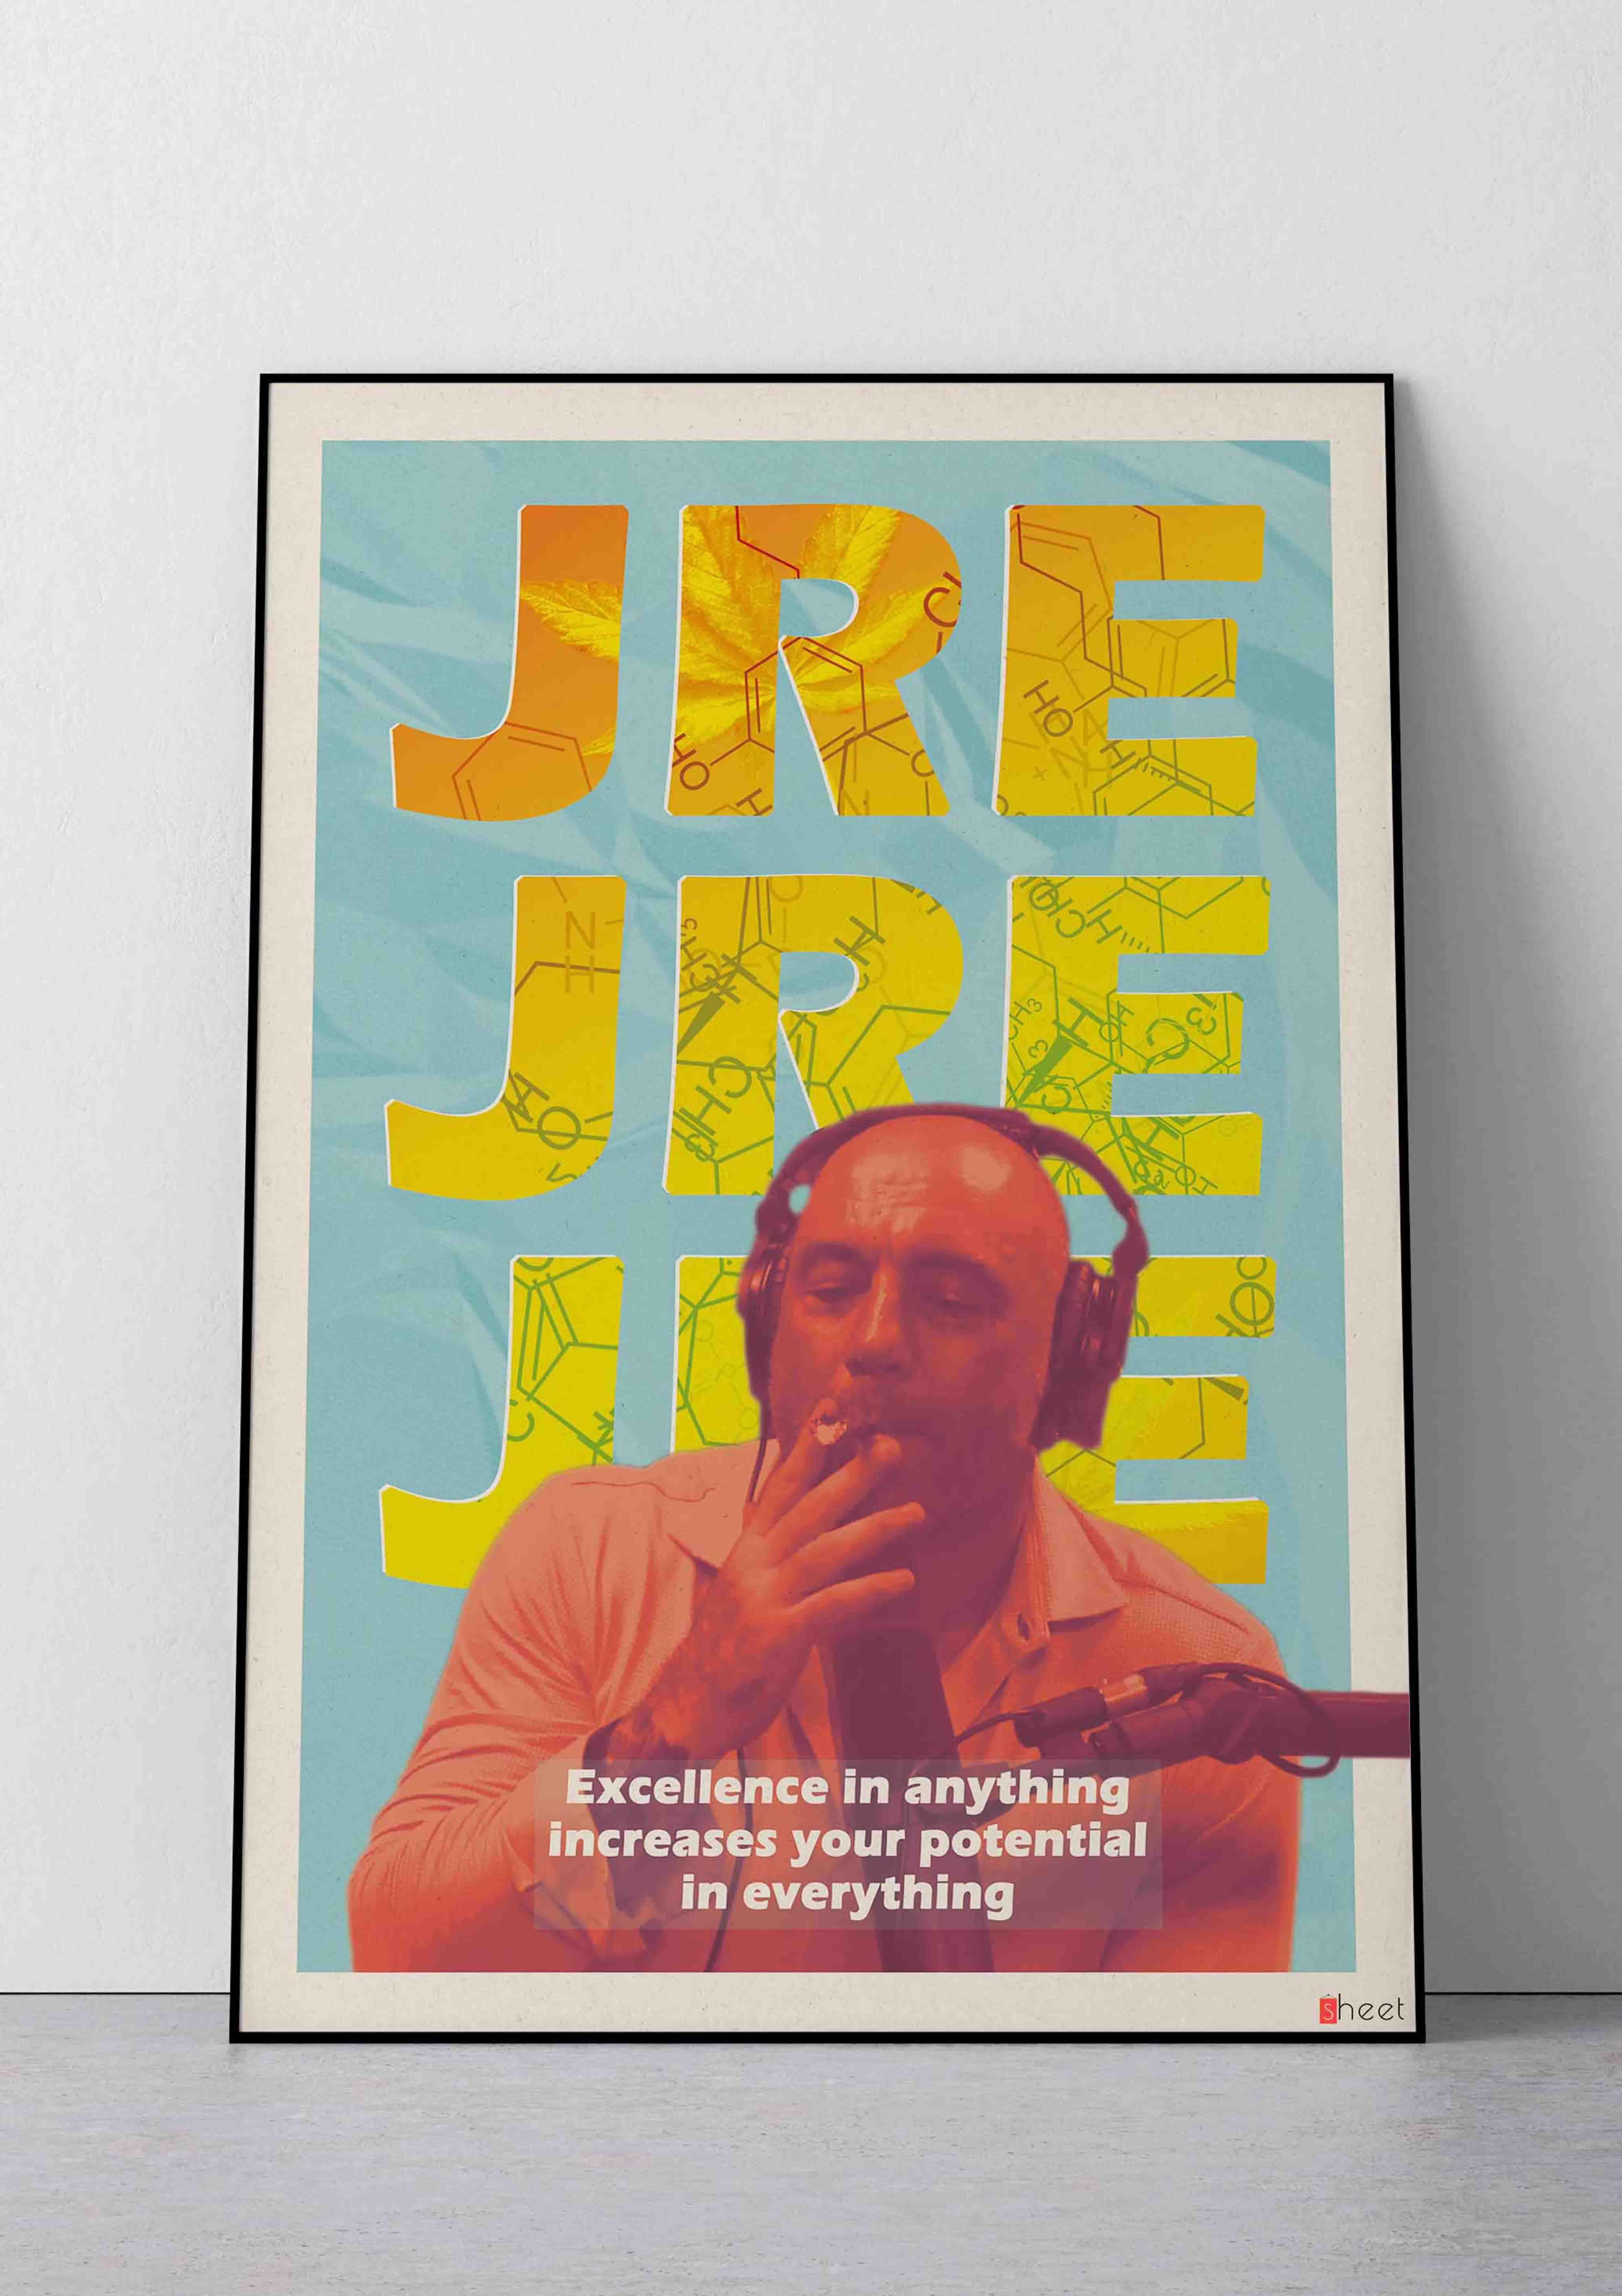 JRE
JRE
JRE
Excellence in anything
increases your potential
in everything
sheet